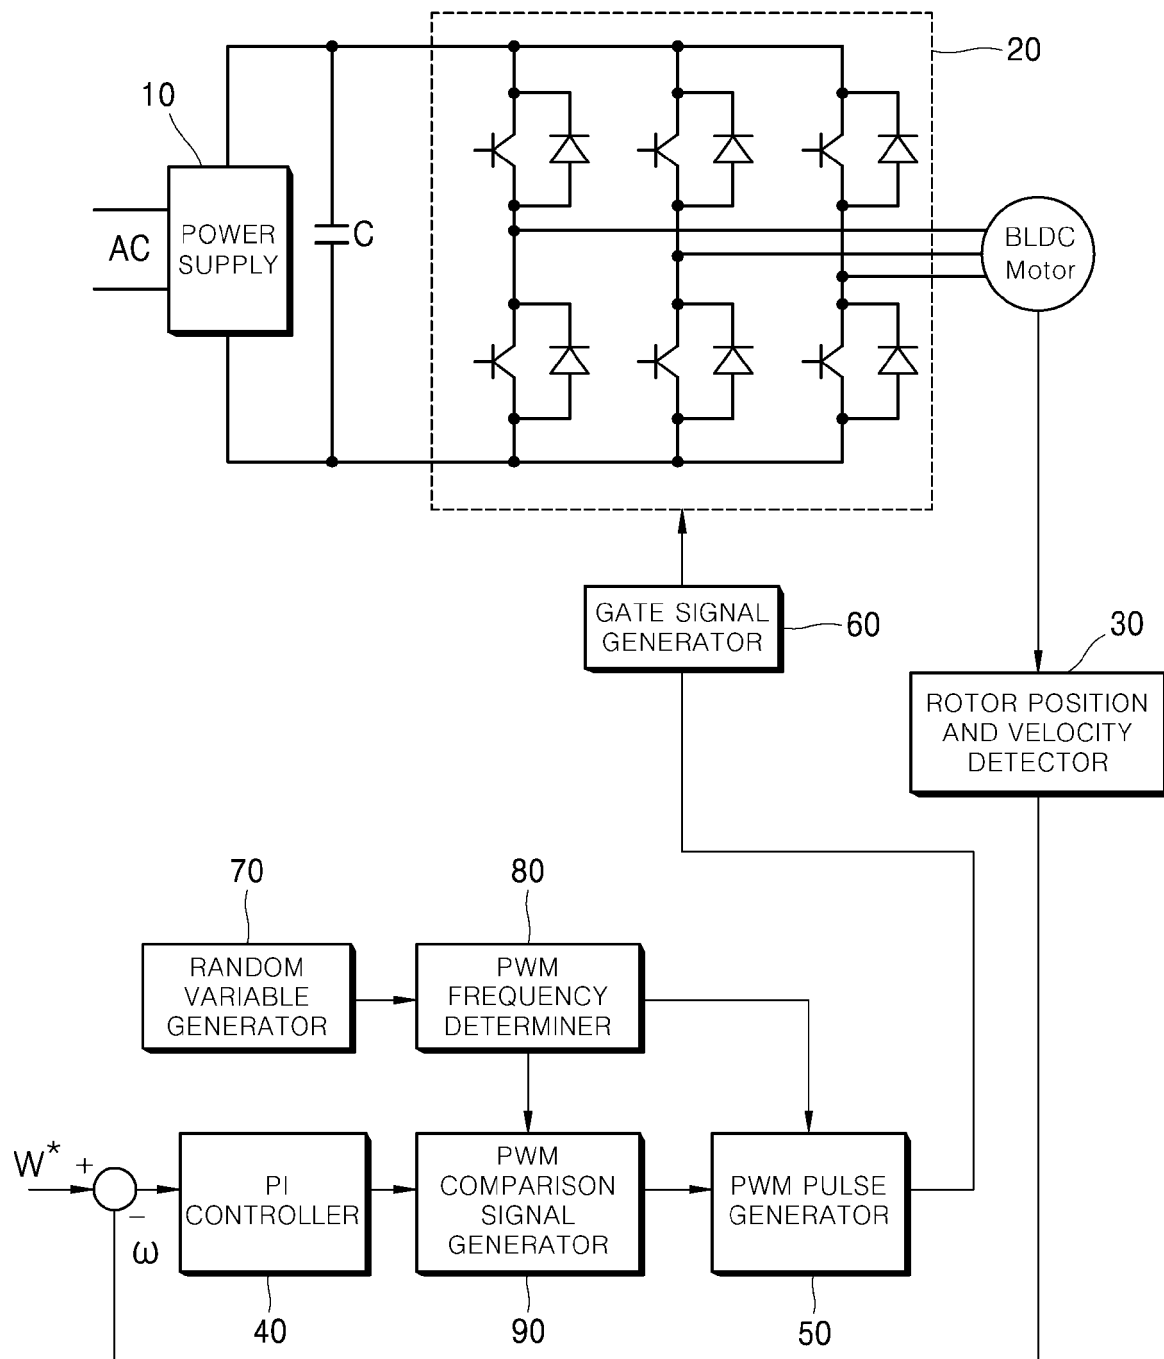 20
10
AC
POWER
SUPPLY
C
BLDC
Motor
GATE SIGNAL
GENERATOR
60
30
ROTOR POSITION
AND VELOCITY
DETECTOR
70
80
RANDOM
VARIABLE
GENERATOR
PWM
FREQUENCY
DETERMINER
W*
+
−
ω
PI
CONTROLLER
PWM
COMPARISON
SIGNAL
GENERATOR
PWM PULSE
GENERATOR
40
90
50